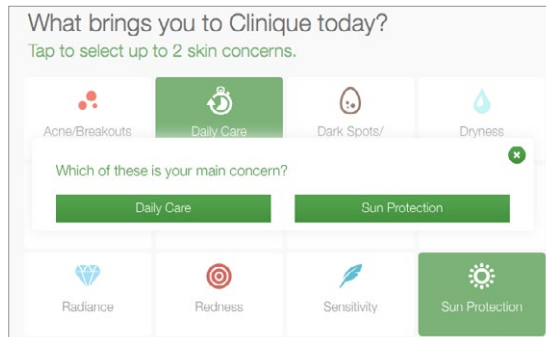 What brings you to Clinique today?
Tap to select up to 2 skin concerns.
Acne/Breakouts Daily Care Dark Spots/ Dryness
Which of these is your main concern?
Daily Care Sun Protection
Radiance Redness Sensitivity Sun Protection